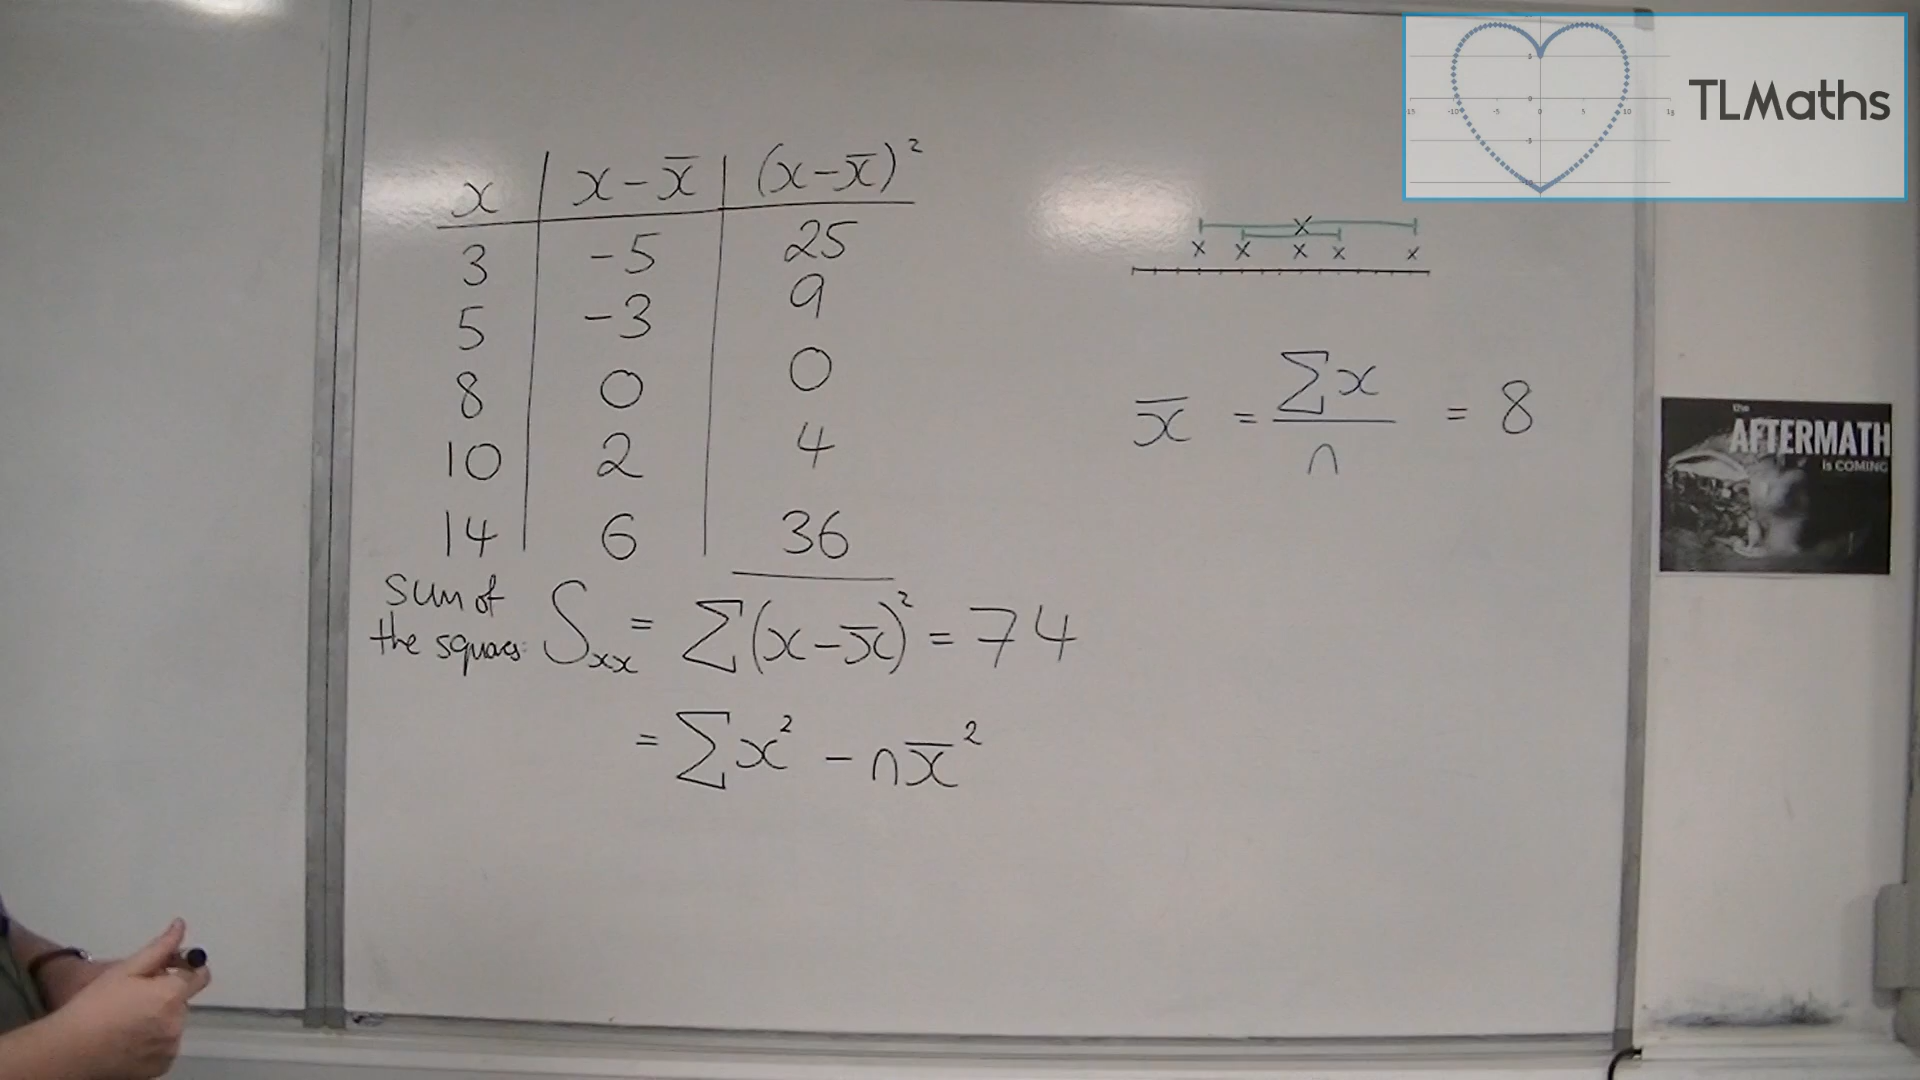 TLMaths
x | x - x̄ | (x - x̄)²
3 | -5 | 25
5 | -3 | 9
8 | 0 | 0
10 | 2 | 4
14 | 6 | 36
x̄ = Σx / n = 8
sum of
the squares: Sxx = Σ(x - x̄)² = 74
= Σx² - nx̄²
the
AFTERMATH
is COMING